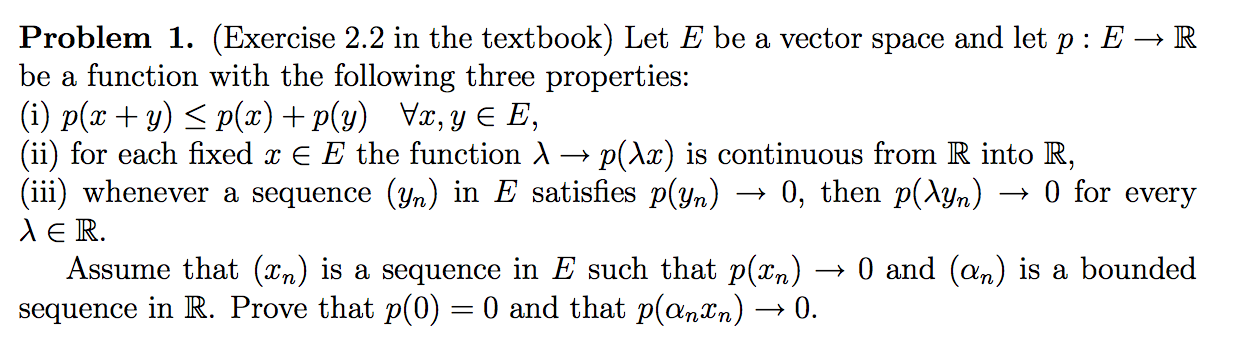 Problem 1. (Exercise 2.2 in the textbook) Let E be a vector space and let p : E → ℝ
be a function with the following three properties:
(i) p(x + y) ≤ p(x) + p(y) ∀x, y ∈ E,
(ii) for each fixed x ∈ E the function λ → p(λx) is continuous from ℝ into ℝ,
(iii) whenever a sequence (yₙ) in E satisfies p(yₙ) → 0, then p(λyₙ) → 0 for every
λ ∈ ℝ.
Assume that (xₙ) is a sequence in E such that p(xₙ) → 0 and (αₙ) is a bounded
sequence in ℝ. Prove that p(0) = 0 and that p(αₙxₙ) → 0.